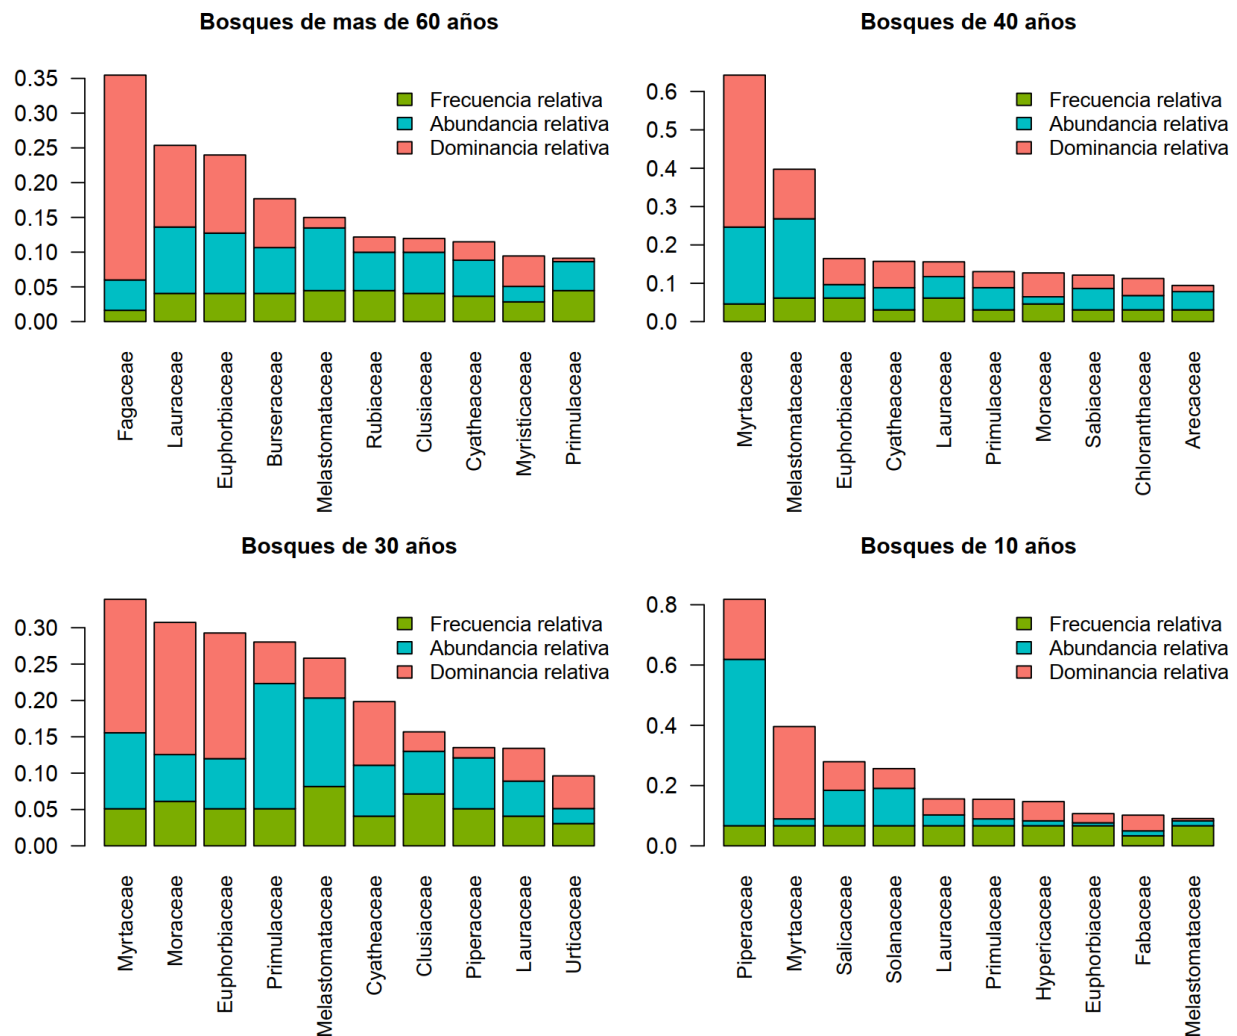 Bosques de mas de 60 años
0.35
0.30
0.25
0.20
0.15
0.10
0.05
0.00
Frecuencia relativa
Abundancia relativa
Dominancia relativa
Fagaceae
Lauraceae
Euphorbiaceae
Burseraceae
Melastomataceae
Rubiaceae
Clusiaceae
Cyatheaceae
Myristicaceae
Primulaceae
Bosques de 40 años
0.6
0.5
0.4
0.3
0.2
0.1
0.0
Frecuencia relativa
Abundancia relativa
Dominancia relativa
Myrtaceae
Melastomataceae
Euphorbiaceae
Cyatheaceae
Lauraceae
Primulaceae
Moraceae
Sabiaceae
Chloranthaceae
Arecaceae
Bosques de 30 años
0.30
0.25
0.20
0.15
0.10
0.05
0.00
Frecuencia relativa
Abundancia relativa
Dominancia relativa
Myrtaceae
Moraceae
Euphorbiaceae
Primulaceae
Melastomataceae
Cyatheaceae
Clusiaceae
Piperaceae
Lauraceae
Urticaceae
Bosques de 10 años
0.8
0.6
0.4
0.2
0.0
Frecuencia relativa
Abundancia relativa
Dominancia relativa
Piperaceae
Myrtaceae
Salicaceae
Solanaceae
Lauraceae
Primulaceae
Hypericaceae
Euphorbiaceae
Fabaceae
Melastomataceae